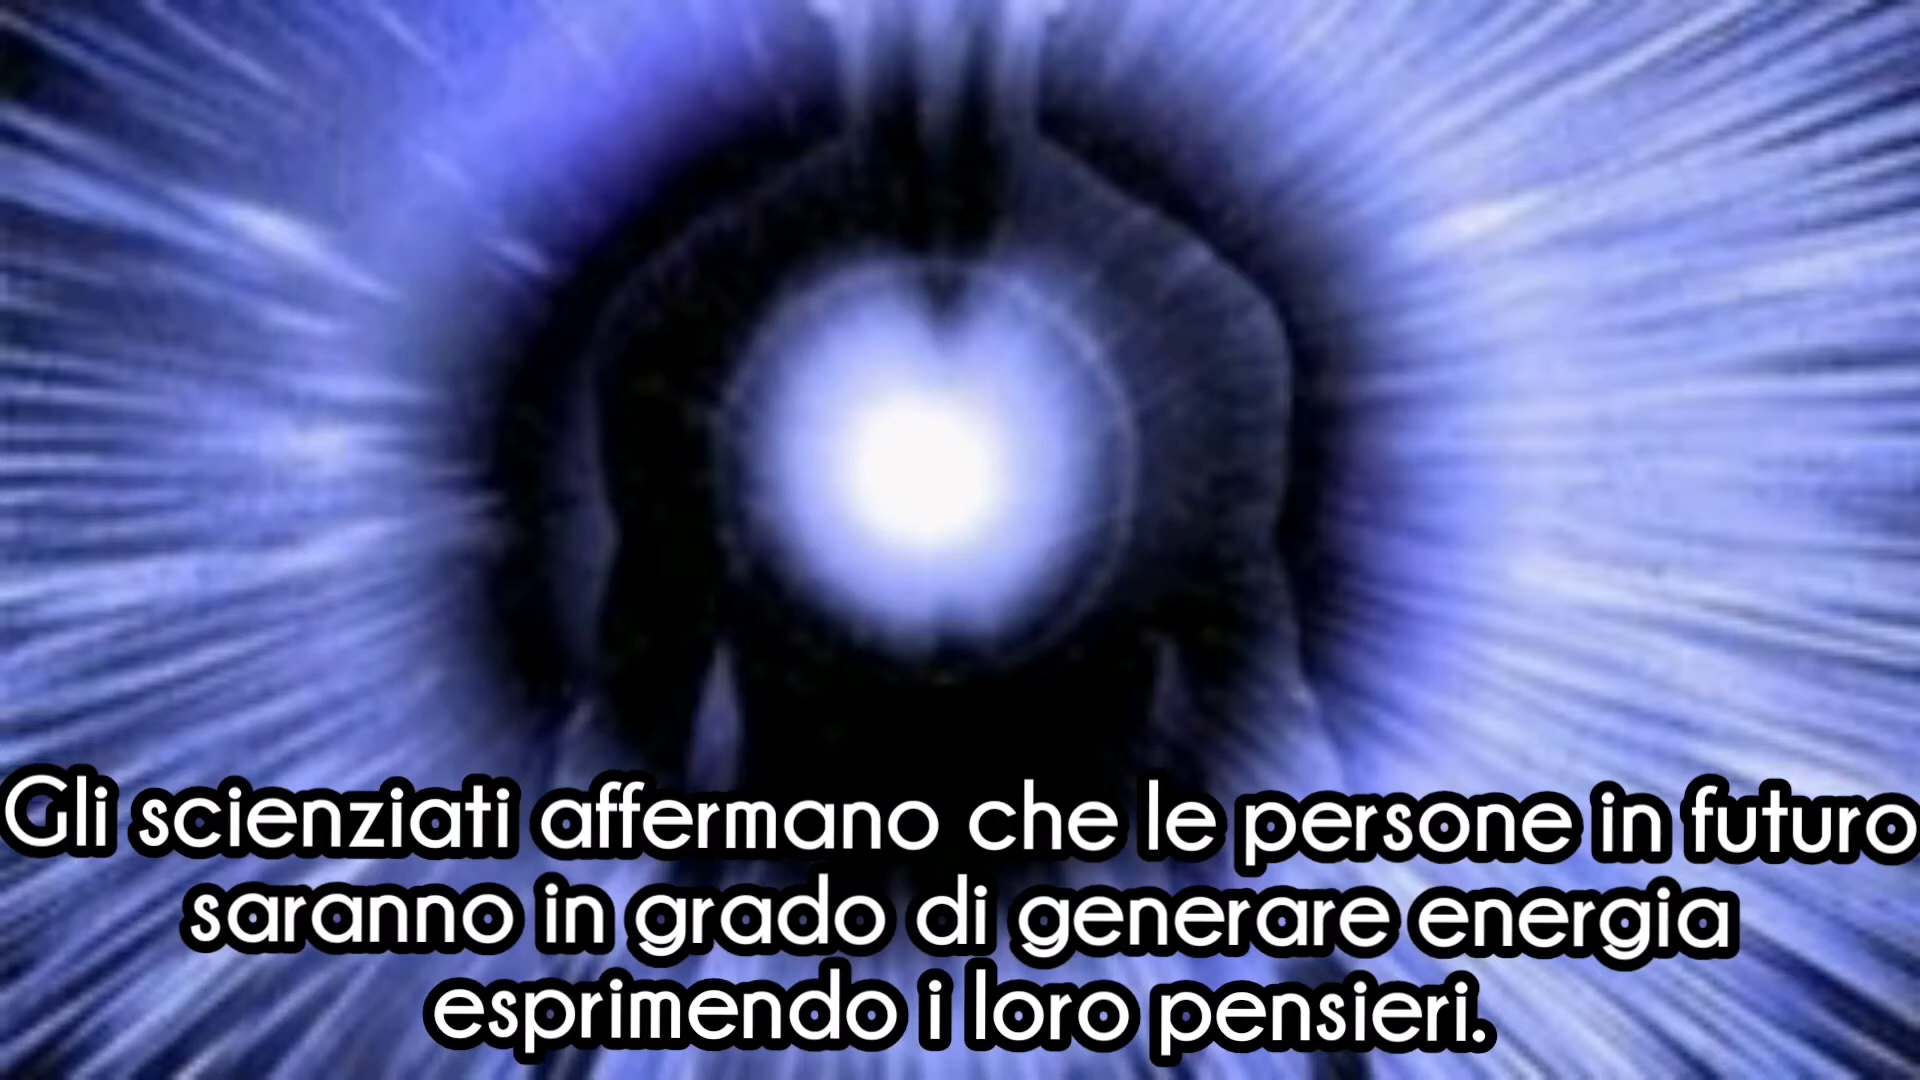 Gli scienziati affermano che le persone in futuro
saranno in grado di generare energia
esprimendo i loro pensieri.